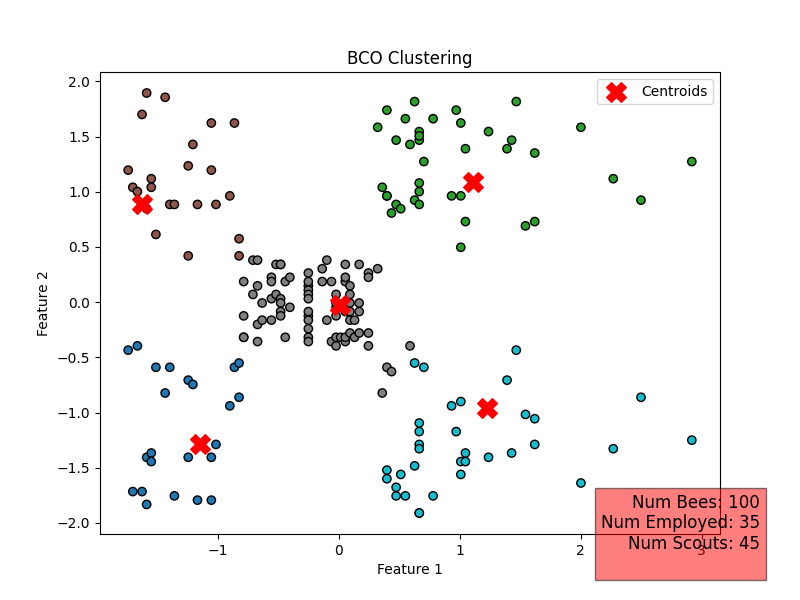 BCO Clustering
Centroids
2.0
1.5
1.0
0.5
0.0
−0.5
−1.0
−1.5
−2.0
Feature 2
−1
0
1
2
3
Feature 1
Num Bees: 100
Num Employed: 35
Num Scouts: 45